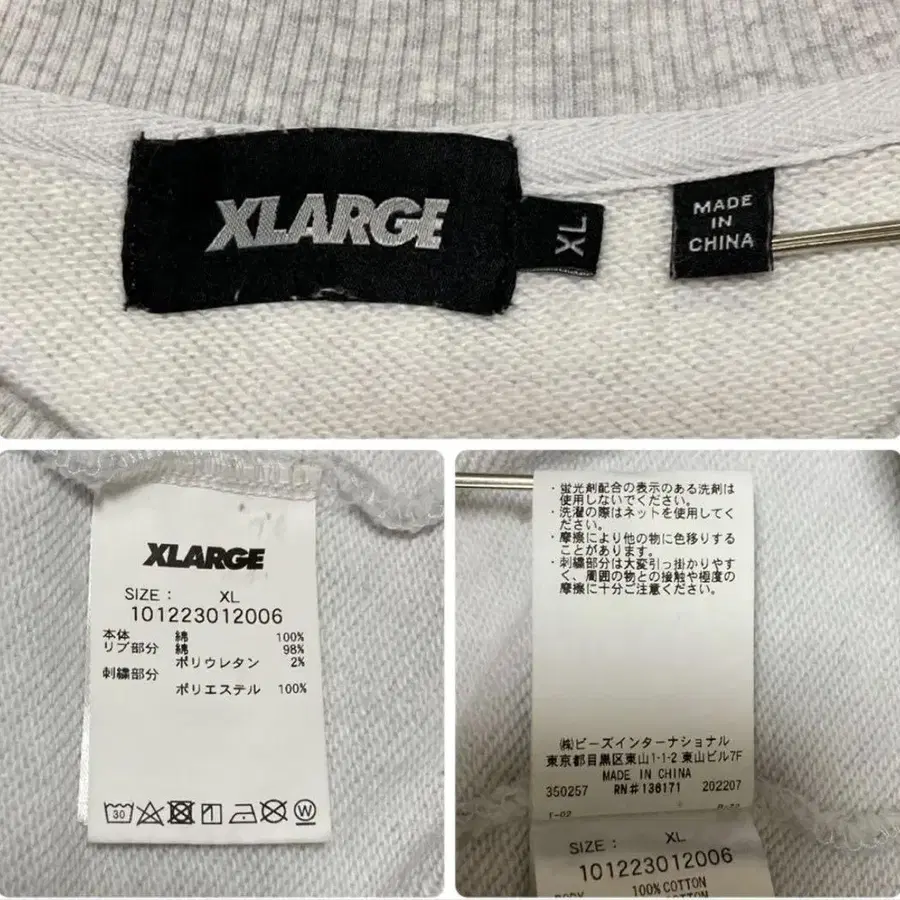 XLARGE
XL
MADE
IN
CHINA
XLARGE
SIZE : XL
101223012006
本体 綿 100%
リブ部分 綿 98%
ポリウレタン 2%
刺繍部分
ポリエステル 100%
30
W
・蛍光剤配合の表示のある洗剤は
使用しないでください。
・洗濯の際はネットを使用してく
ださい。
・摩擦により他の物に色移りする
ことがあります。
・刺繍部分は大変引っ掛かりやす
く、周囲の物との接触や極度の
摩擦に十分ご注意ください。
㈱ビーズインターナショナル
東京都目黒区東山1-1-2 東山ビル7F
MADE IN CHINA
350257 RN#136171 202207
SIZE : XL
101223012006
100% COTTON